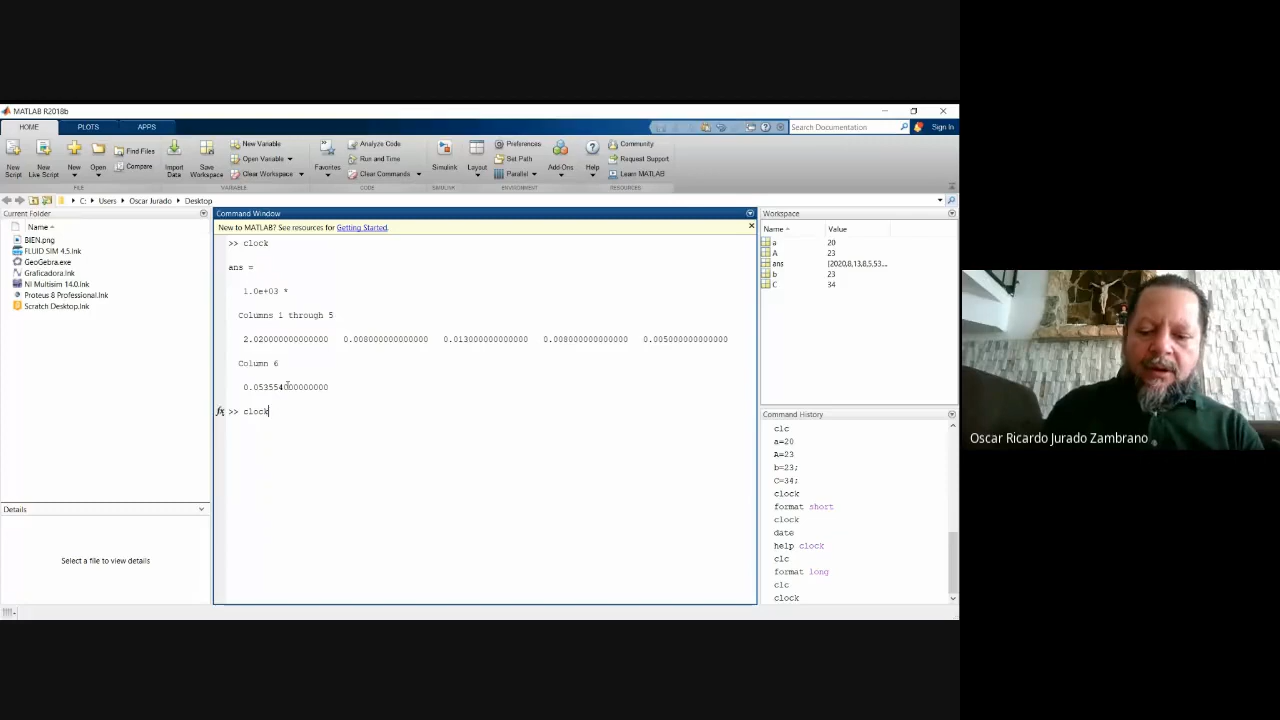 MATLAB R2018b
HOME PLOTS APPS
Search Documentation
Sign In
New Script
New Live Script
New
Open
Find Files
Compare
Import Data
Save Workspace
New Variable
Open Variable
Clear Workspace
Favorites
Analyze Code
Run and Time
Clear Commands
Simulink
Layout
Preferences
Set Path
Parallel
Add-Ons
Help
Community
Request Support
Learn MATLAB
FILE
VARIABLE
CODE
SIMULINK
ENVIRONMENT
RESOURCES
C: Users Oscar Jurado Desktop
Current Folder
Name
BIEN.png
FLUID SIM 4.5.lnk
GeoGebra.exe
Graficadora.lnk
NI Multisim 14.0.lnk
Proteus 8 Professional.lnk
Scratch Desktop.lnk
Details
Select a file to view details
Command Window
New to MATLAB? See resources for Getting Started.
>> clock
ans =
1.0e+03 *
Columns 1 through 5
2.020000000000000 0.008000000000000 0.013000000000000 0.008000000000000 0.005000000000000
Column 6
0.053554000000000
fx >> clock
Workspace
Name Value
a 20
A 23
ans [2020,8,13,8,5,53...
b 23
C 34
Command History
clc
a=20
A=23
b=23;
C=34;
clock
format short
clock
date
help clock
clc
format long
clc
clock
Oscar Ricardo Jurado Zambrano